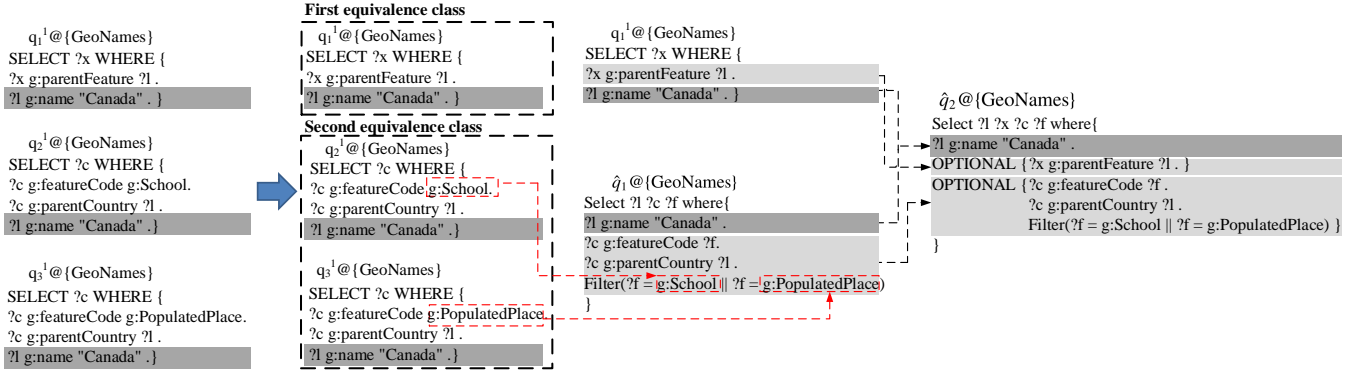 q₁¹@{GeoNames}
SELECT ?x WHERE {
?x g:parentFeature ?l .
?l g:name "Canada" . }
q₂¹@{GeoNames}
SELECT ?c WHERE {
?c g:featureCode g:School.
?c g:parentCountry ?l .
?l g:name "Canada" .}
q₃¹@{GeoNames}
SELECT ?c WHERE {
?c g:featureCode g:PopulatedPlace.
?c g:parentCountry ?l .
?l g:name "Canada" .}
First equivalence class
q₁¹@{GeoNames}
SELECT ?x WHERE {
?x g:parentFeature ?l .
?l g:name "Canada" . }
Second equivalence class
q₂¹@{GeoNames}
SELECT ?c WHERE {
?c g:featureCode g:School.
?c g:parentCountry ?l .
?l g:name "Canada" .}
q₃¹@{GeoNames}
SELECT ?c WHERE {
?c g:featureCode g:PopulatedPlace
?c g:parentCountry ?l .
?l g:name "Canada" .}
q₁¹@{GeoNames}
SELECT ?x WHERE {
?x g:parentFeature ?l .
?l g:name "Canada" . }
q̂₁@{GeoNames}
Select ?l ?c ?f where{
?l g:name "Canada" .
?c g:featureCode ?f.
?c g:parentCountry ?l .
Filter(?f = g:School || ?f = g:PopulatedPlace)
}
q̂₂@{GeoNames}
Select ?l ?x ?c ?f where{
?l g:name "Canada" .
OPTIONAL {?x g:parentFeature ?l . }
OPTIONAL {?c g:featureCode ?f .
?c g:parentCountry ?l .
Filter(?f = g:School || ?f = g:PopulatedPlace) }
}